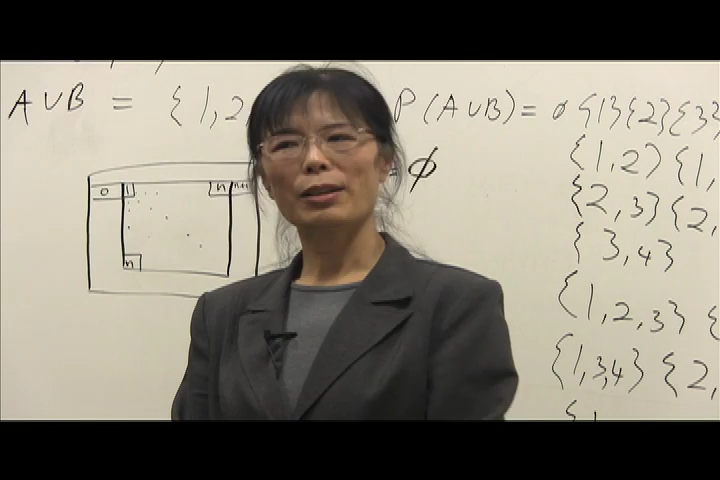 A ∪ B = {1, 2
P(A∪B) = ∅ {1}{2}{3}
{1,2} {1,
= ϕ
{2,3} {2,
{3,4}
{1,2,3} {
{1,3,4} {2,
0 1 n n+1
n